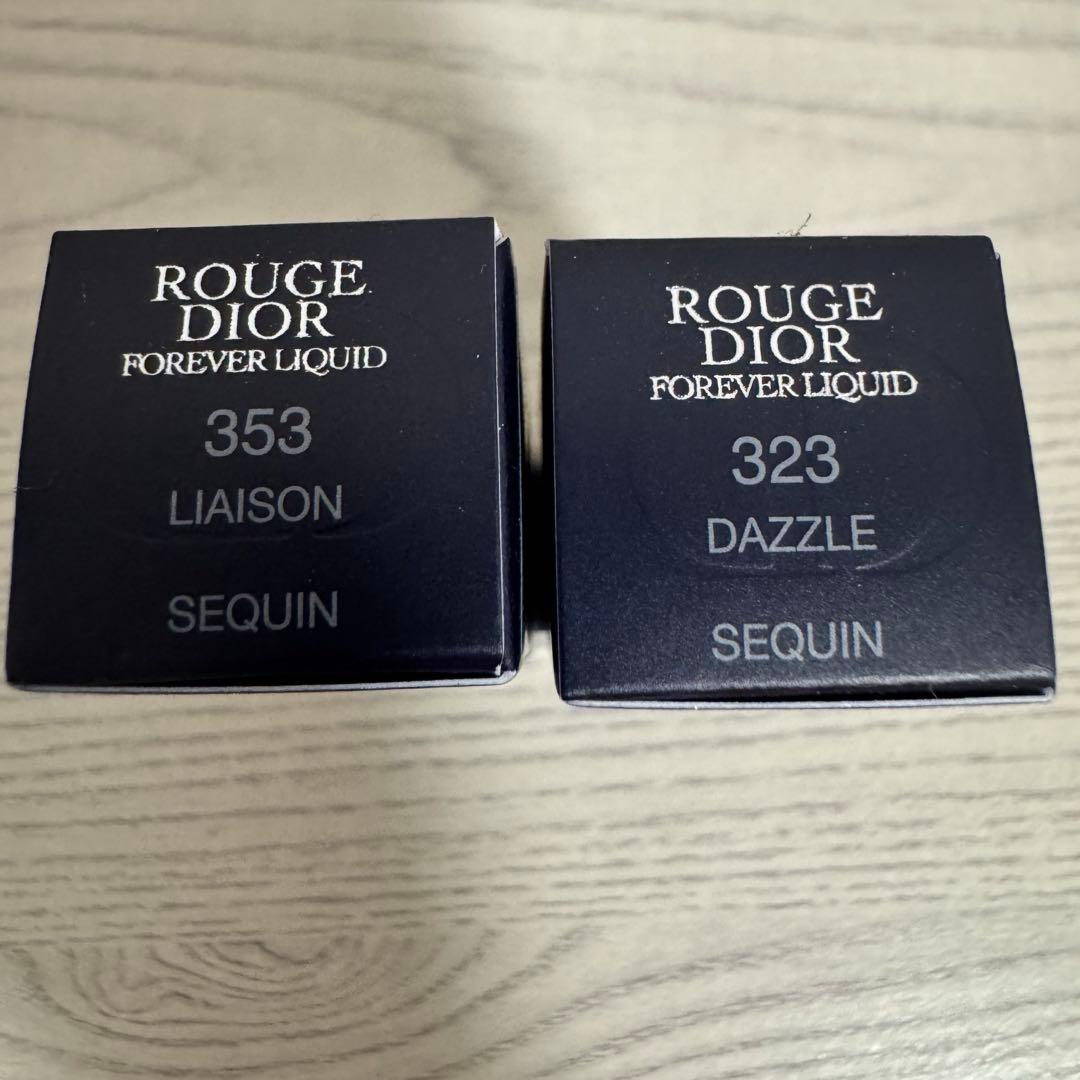 ROUGE
DIOR
FOREVER LIQUID
353
LIAISON
SEQUIN
ROUGE
DIOR
FOREVER LIQUID
323
DAZZLE
SEQUIN